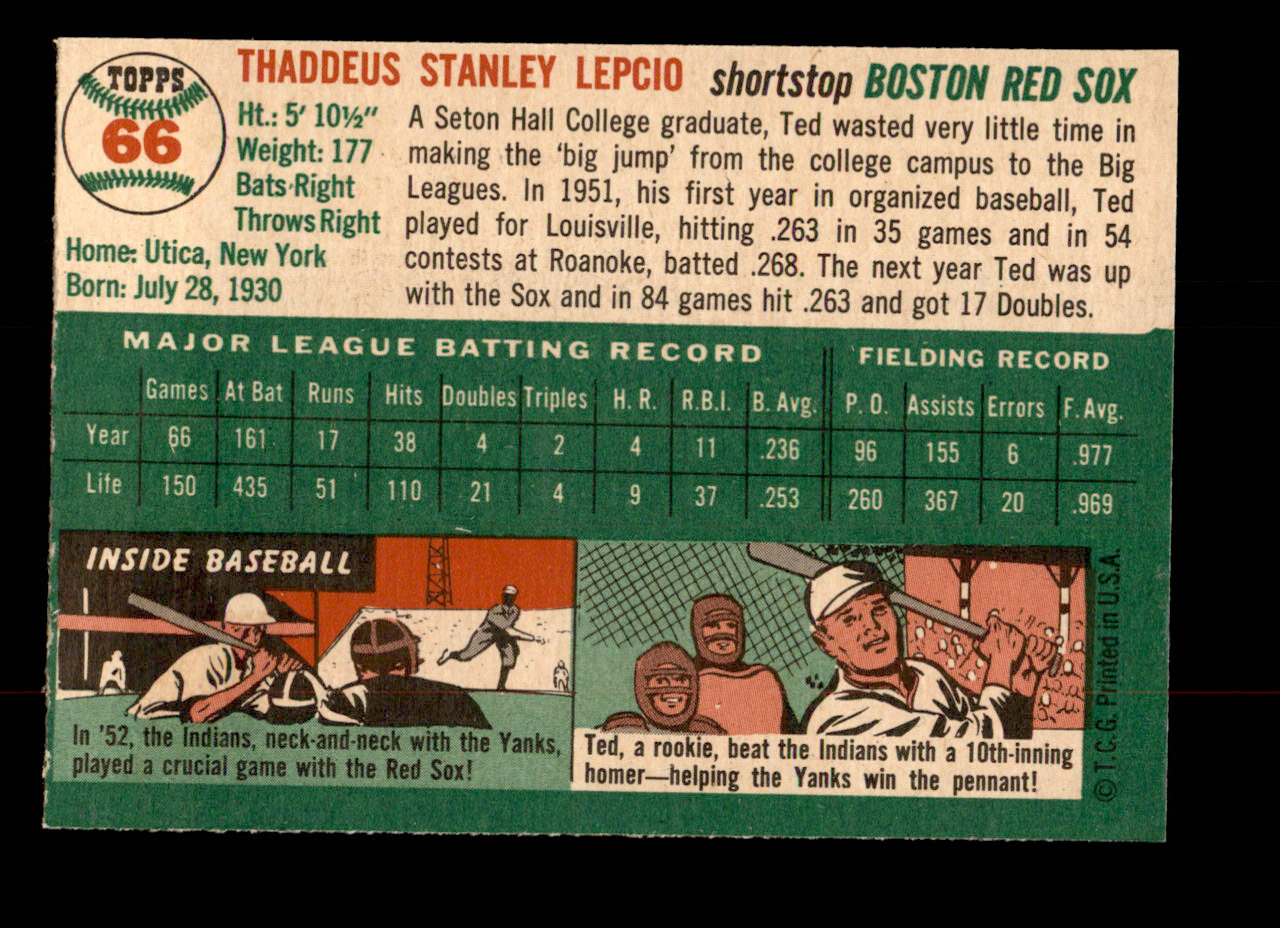 TOPPS
66
THADDEUS STANLEY LEPCIO shortstop BOSTON RED SOX
Ht.: 5' 10½"
Weight: 177
Bats Right
Throws Right
Home: Utica, New York
Born: July 28, 1930
A Seton Hall College graduate, Ted wasted very little time in
making the 'big jump' from the college campus to the Big
Leagues. In 1951, his first year in organized baseball, Ted
played for Louisville, hitting .263 in 35 games and in 54
contests at Roanoke, batted .268. The next year Ted was up
with the Sox and in 84 games hit .263 and got 17 Doubles.
MAJOR LEAGUE BATTING RECORD FIELDING RECORD
Games At Bat Runs Hits Doubles Triples H. R. R.B.I. B. Avg. P. O. Assists Errors F. Avg.
Year 66 161 17 38 4 2 4 11 .236 96 155 6 .977
Life 150 435 51 110 21 4 9 37 .253 260 367 20 .969
INSIDE BASEBALL
In '52, the Indians, neck-and-neck with the Yanks,
played a crucial game with the Red Sox!
Ted, a rookie, beat the Indians with a 10th-inning
homer—helping the Yanks win the pennant!
© T.C.G. Printed in U.S.A.